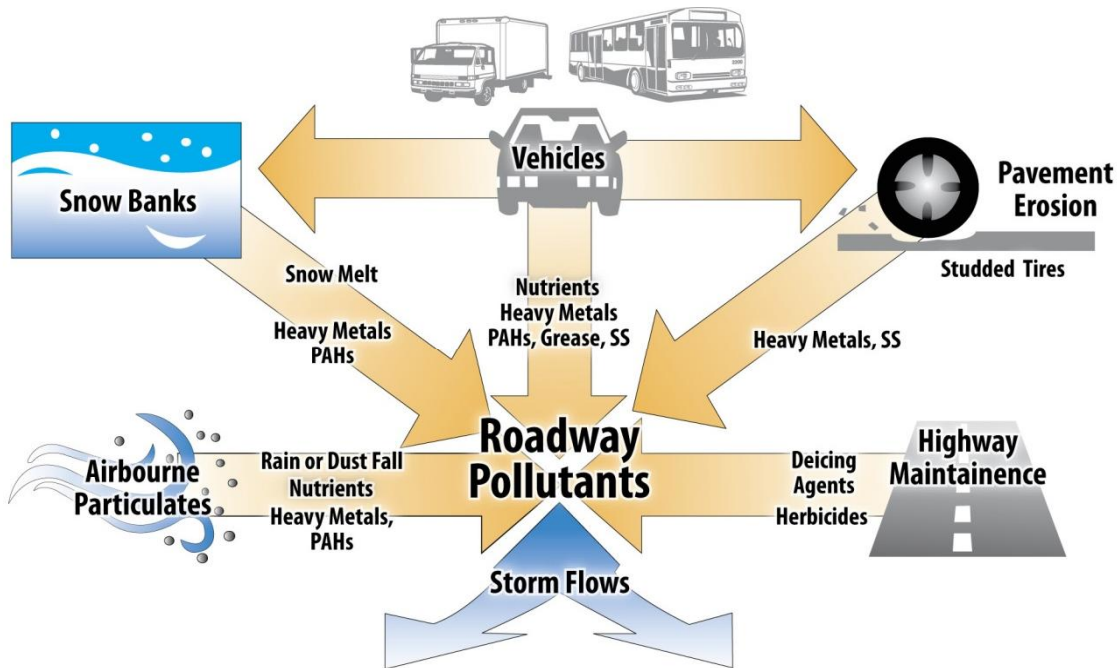 Vehicles
Snow Banks
Pavement
Erosion
Studded Tires
Snow Melt
Heavy Metals
PAHs
Nutrients
Heavy Metals
PAHs, Grease, SS
Heavy Metals, SS
Roadway
Pollutants
Airbourne
Particulates
Rain or Dust Fall
Nutrients
Heavy Metals,
PAHs
Deicing
Agents
Herbicides
Highway
Maintainence
Storm Flows